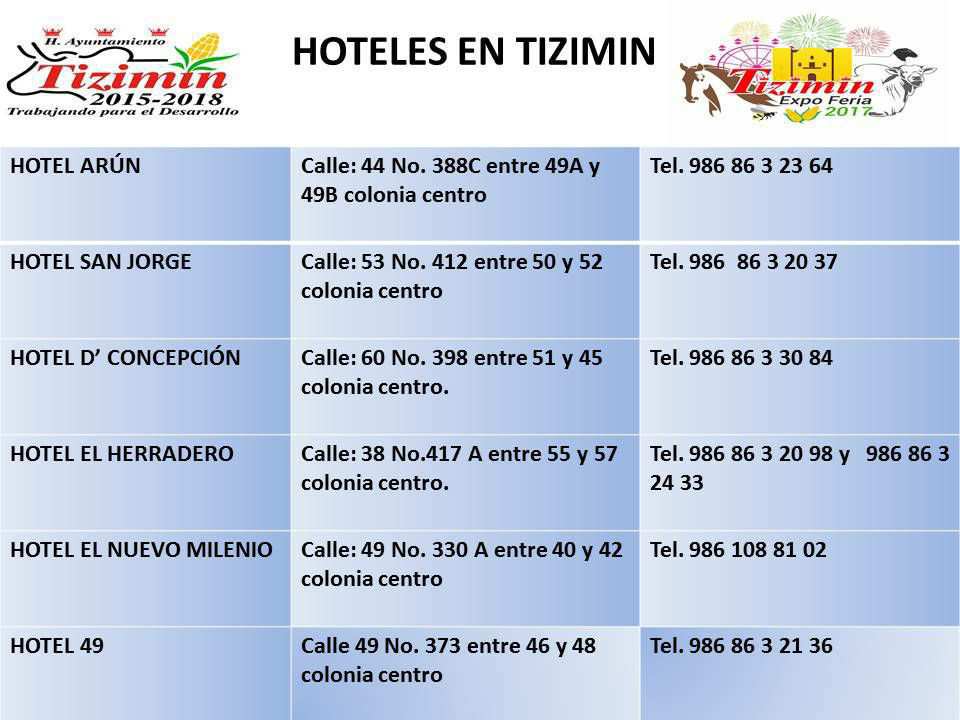 H. Ayuntamiento
Tizimin
2015-2018
Trabajando para el Desarrollo
HOTELES EN TIZIMIN
Tizimin
Expo Feria
2017
HOTEL ARÚN
Calle: 44 No. 388C entre 49A y
49B colonia centro
Tel. 986 86 3 23 64
HOTEL SAN JORGE
Calle: 53 No. 412 entre 50 y 52
colonia centro
Tel. 986  86 3 20 37
HOTEL D’ CONCEPCIÓN
Calle: 60 No. 398 entre 51 y 45
colonia centro.
Tel. 986 86 3 30 84
HOTEL EL HERRADERO
Calle: 38 No.417 A entre 55 y 57
colonia centro.
Tel. 986 86 3 20 98 y   986 86 3
24 33
HOTEL EL NUEVO MILENIO
Calle: 49 No. 330 A entre 40 y 42
colonia centro
Tel. 986 108 81 02
HOTEL 49
Calle 49 No. 373 entre 46 y 48
colonia centro
Tel. 986 86 3 21 36